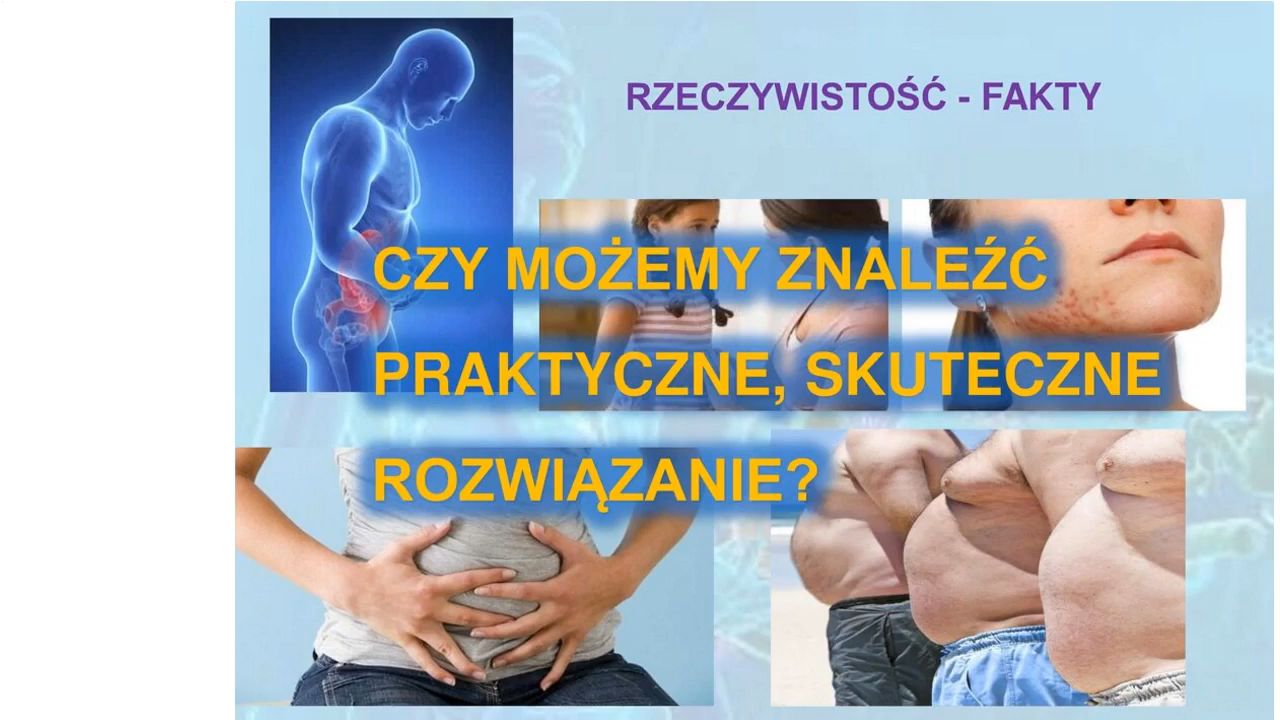 RZECZYWISTOŚĆ - FAKTY
CZY MOŻEMY ZNALEŹĆ
PRAKTYCZNE, SKUTECZNE
ROZWIĄZANIE?